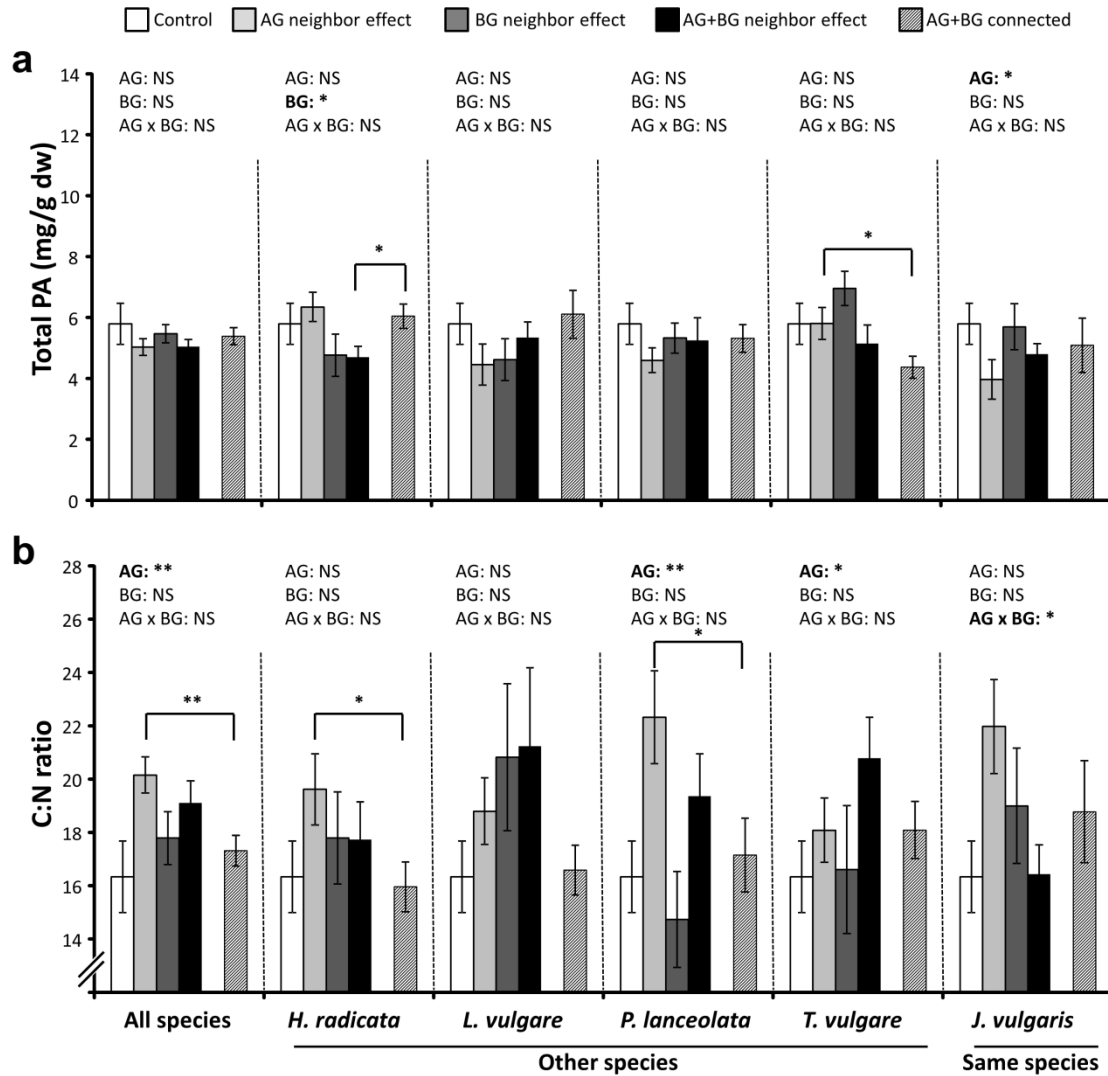 Control AG neighbor effect BG neighbor effect AG+BG neighbor effect AG+BG connected
a
Total PA (mg/g dw)
14
12
10
8
6
4
2
0
AG: NS
BG: NS
AG x BG: NS
AG: NS
BG: *
AG x BG: NS
*
AG: NS
BG: NS
AG x BG: NS
AG: NS
BG: NS
AG x BG: NS
AG: NS
BG: NS
AG x BG: NS
*
AG: *
BG: NS
AG x BG: NS
b
C:N ratio
28
26
24
22
20
18
16
14
AG: **
BG: NS
AG x BG: NS
**
AG: NS
BG: NS
AG x BG: NS
*
AG: NS
BG: NS
AG x BG: NS
AG: **
BG: NS
AG x BG: NS
*
AG: *
BG: NS
AG x BG: NS
AG: NS
BG: NS
AG x BG: *
All species H. radicata L. vulgare P. lanceolata T. vulgare J. vulgaris
Other species Same species